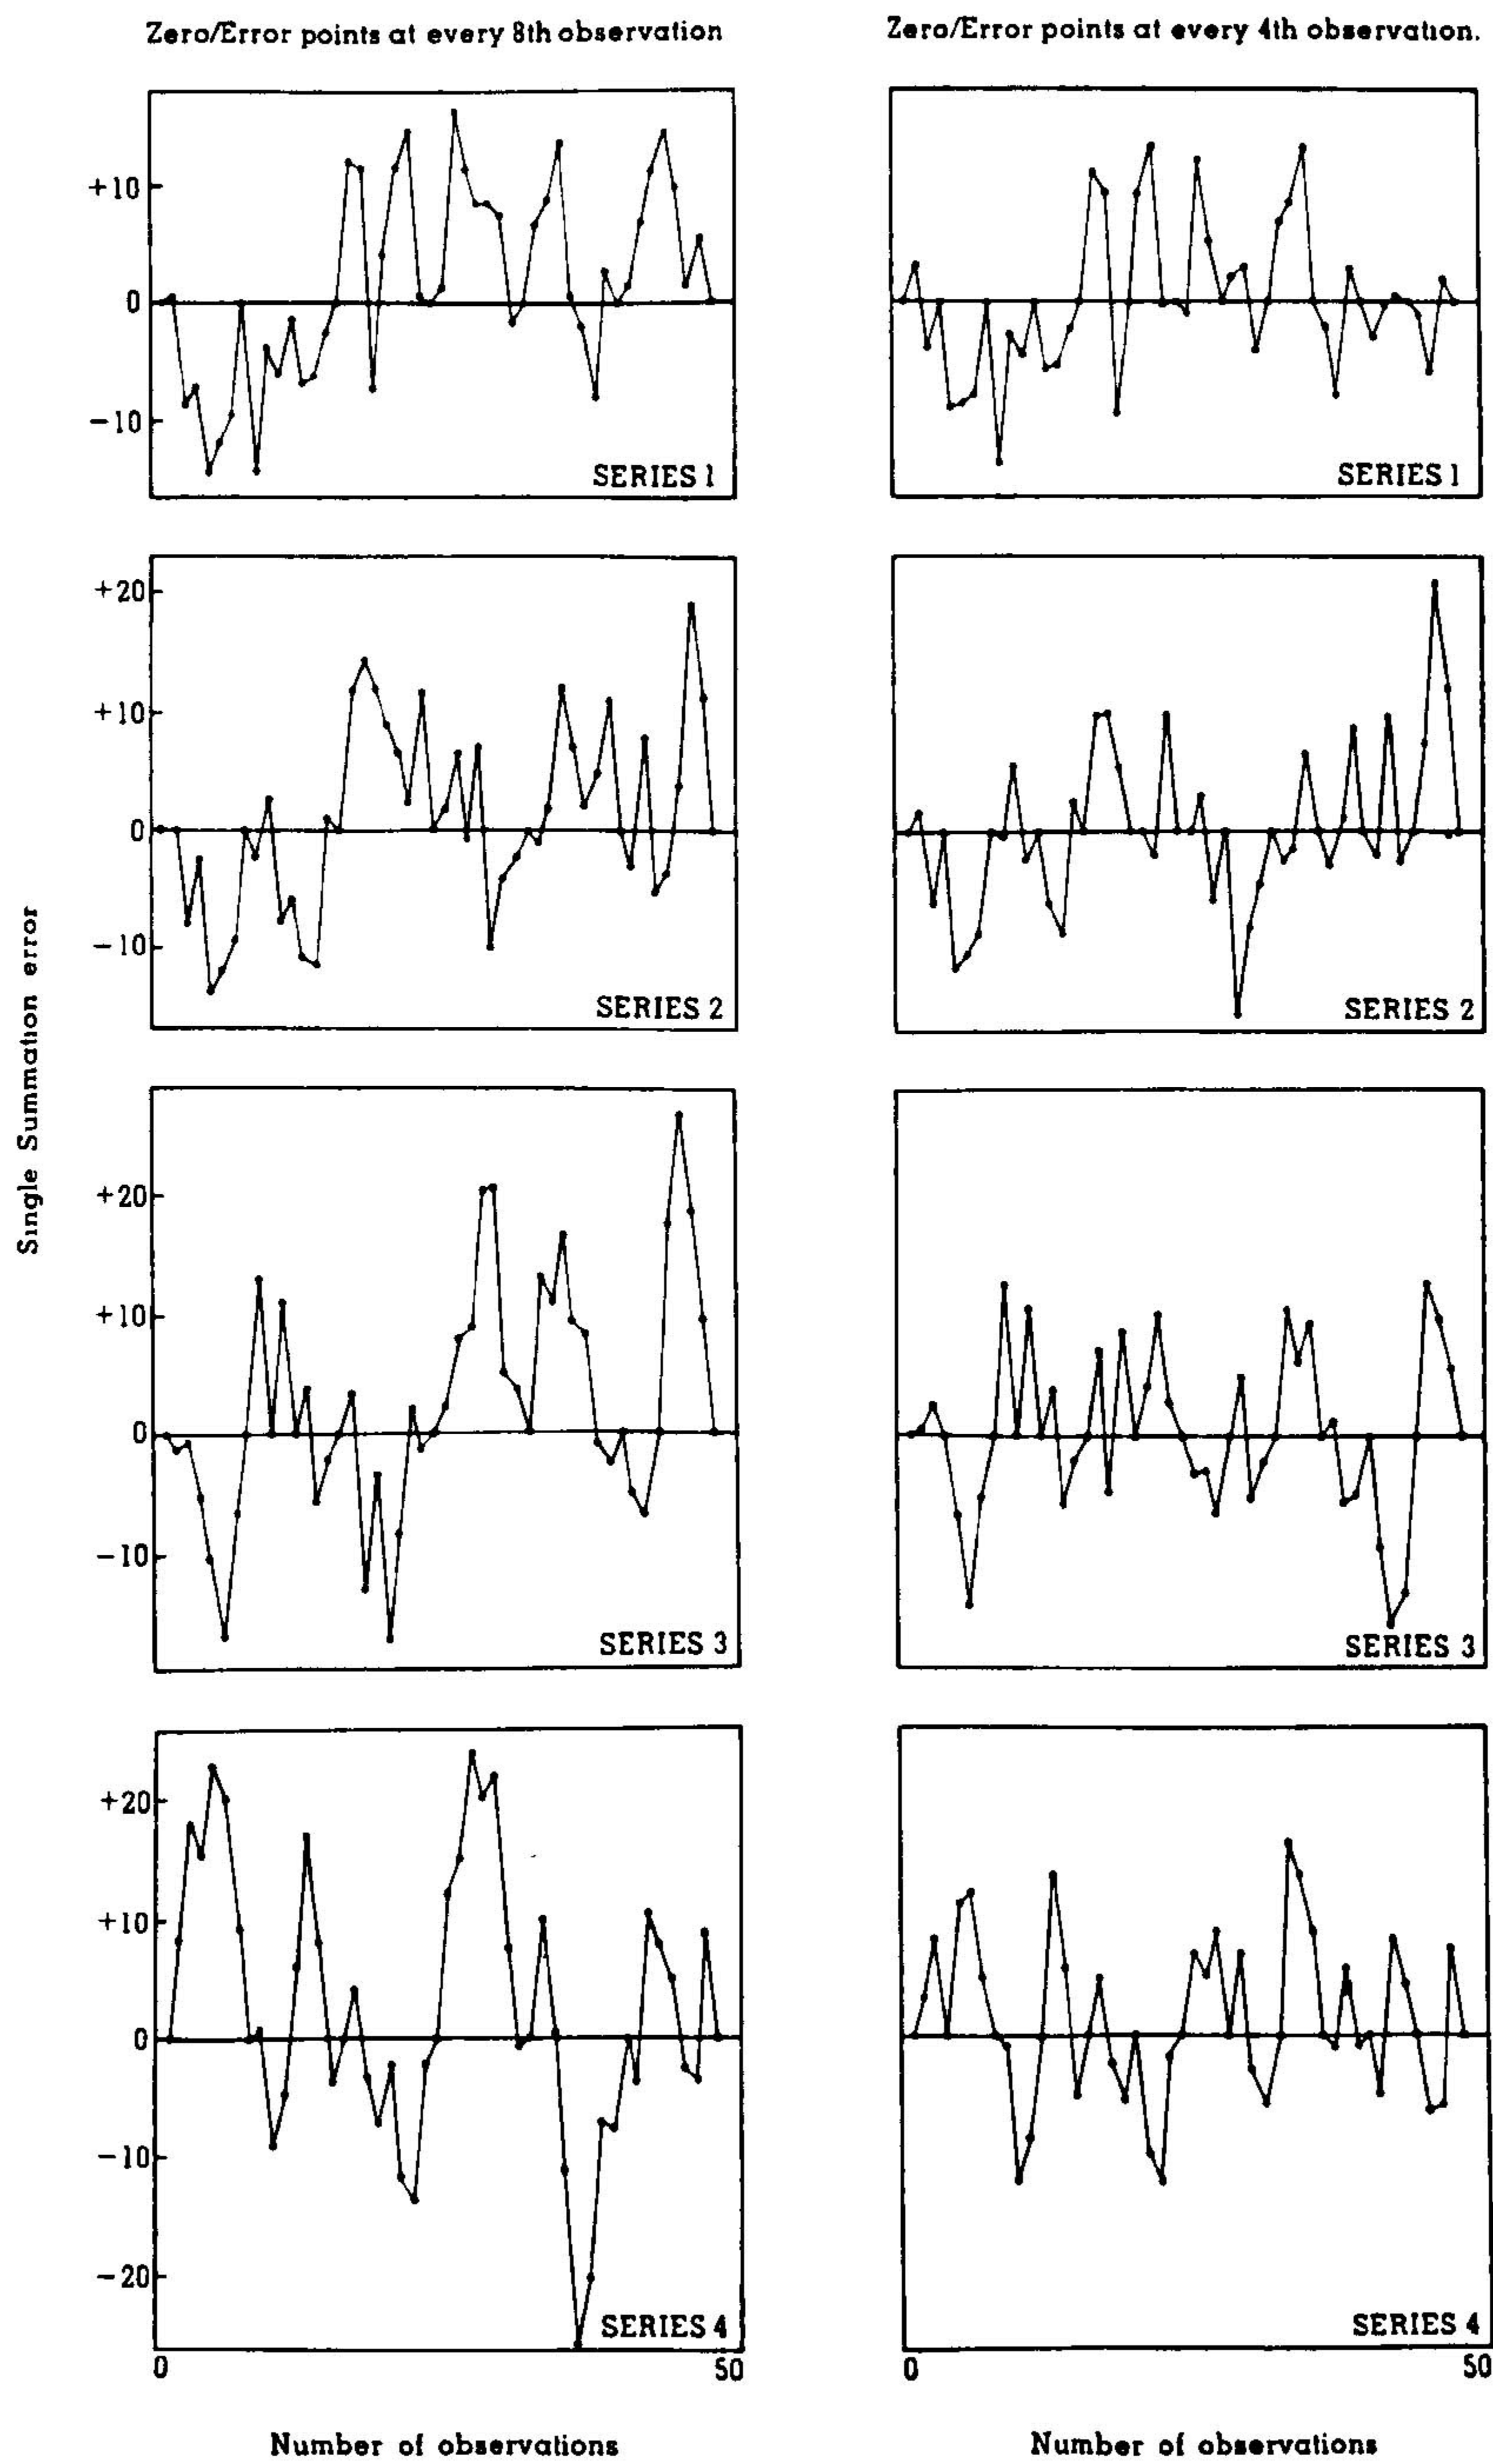 Zero/Error points at every 8th observation
Zero/Error points at every 4th observation.
+10
0
−10
SERIES 1
SERIES 1
+20
+10
0
−10
SERIES 2
SERIES 2
Single Summation error
+20
+10
0
−10
SERIES 3
SERIES 3
+20
+10
0
−10
−20
SERIES 4
SERIES 4
0
50
0
50
Number of observations
Number of observations